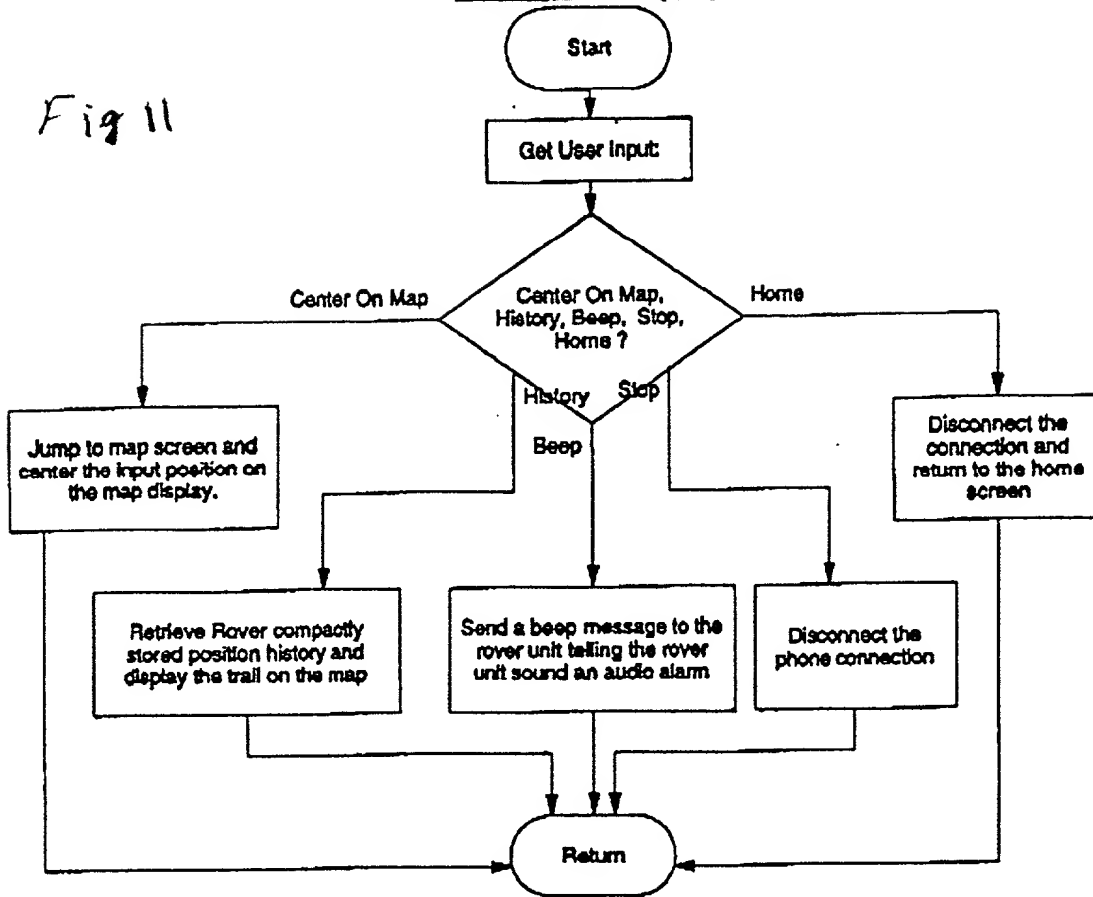 Start
Fig 11
Get User Input:
Center On Map
Center On Map,
History, Beep, Stop,
Home ?
Home
History
Stop
Beep
Jump to map screen and
center the input position on
the map display.
Disconnect the
connection and
return to the home
screen
Retrieve Rover compactly
stored position history and
display the trail on the map
Send a beep message to the
rover unit telling the rover
unit sound an audio alarm
Disconnect the
phone connection
Return